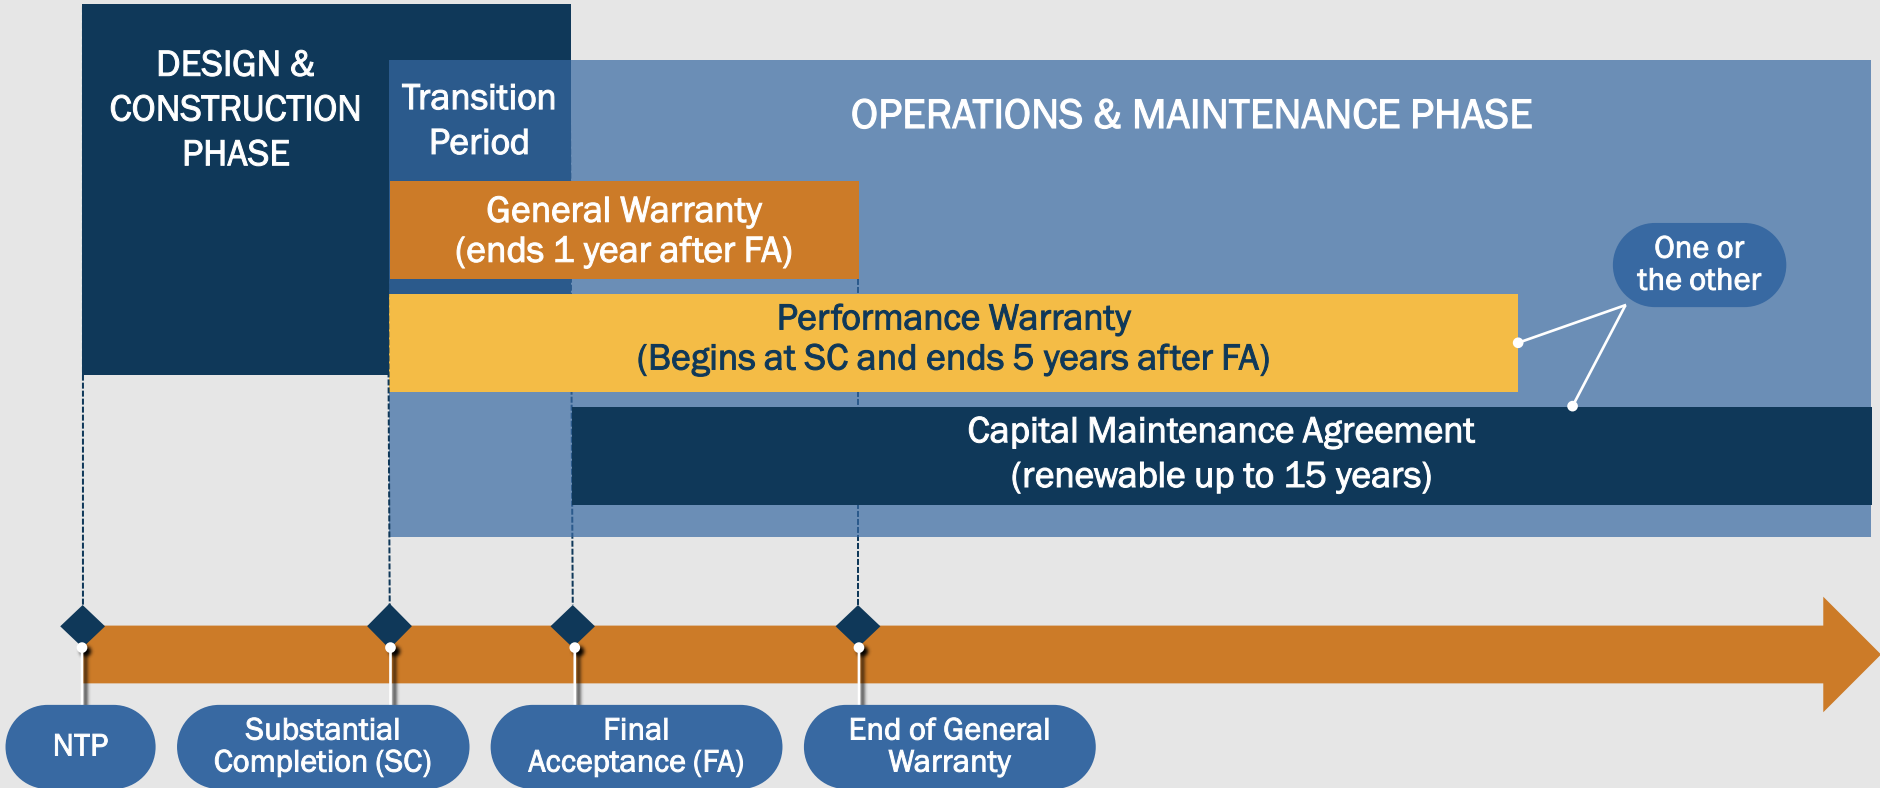 DESIGN &
CONSTRUCTION
PHASE
Transition
Period
OPERATIONS & MAINTENANCE PHASE
General Warranty
(ends 1 year after FA)
One or
the other
Performance Warranty
(Begins at SC and ends 5 years after FA)
Capital Maintenance Agreement
(renewable up to 15 years)
NTP
Substantial
Completion (SC)
Final
Acceptance (FA)
End of General
Warranty